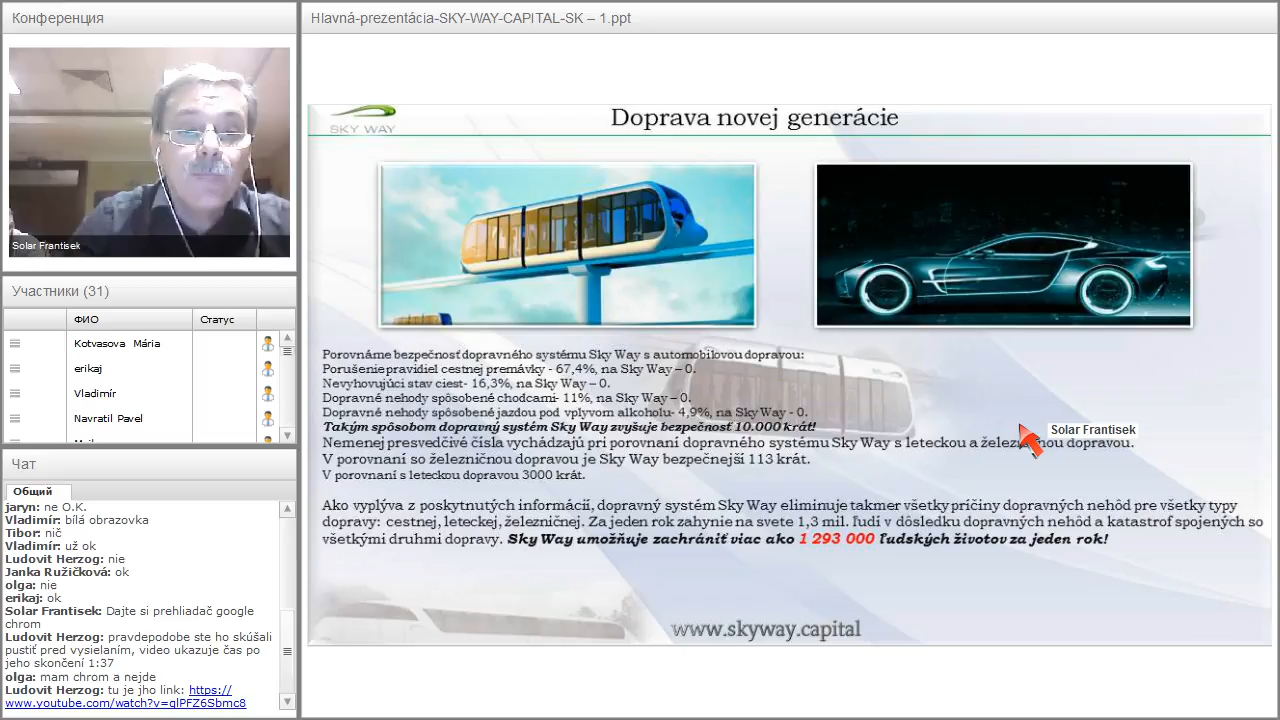 Конференция
Solar Frantisek
Участники (31)
ФИО
Статус
Kotvasova Mária
erikaj
Vladimír
Navratil Pavel
Чат
Общий
jaryn: ne O.K.
Vladimír: bílá obrazovka
Tibor: nič
Vladimír: už ok
Ludovit Herzog: nie
Janka Ružičková: ok
olga: nie
erikaj: ok
Solar Frantisek: Dajte si prehliadač google
chrom
Ludovit Herzog: pravdepodobe ste ho skúšali
pustiť pred vysielaním, video ukazuje čas po
jeho skončení 1:37
olga: mam chrom a nejde
Ludovit Herzog: tu je jho link: https://
www.youtube.com/watch?v=qlPFZ6Sbmc8
Hlavná-prezentácia-SKY-WAY-CAPITAL-SK – 1.ppt
SKY WAY
Doprava novej generácie
Porovnáme bezpečnosť dopravného systému Sky Way s automobilovou dopravou:
Porušenie pravidiel cestnej premávky - 67,4%, na Sky Way – 0.
Nevyhovujúci stav ciest- 16,3%, na Sky Way – 0.
Dopravné nehody spôsobené chodcami- 11%, na Sky Way – 0.
Dopravné nehody spôsobené jazdou pod vplyvom alkoholu- 4,9%, na Sky Way - 0.
Takým spôsobom dopravný systém Sky Way zvyšuje bezpečnosť 10.000 krát!
Nemenej presvedčivé čísla vychádzajú pri porovnaní dopravného systému Sky Way s leteckou a železničnou dopravou.
V porovnaní so železničnou dopravou je Sky Way bezpečnejší 113 krát.
V porovnaní s leteckou dopravou 3000 krát.
Solar Frantisek
Ako vyplýva z poskytnutých informácií, dopravný systém Sky Way eliminuje takmer všetky príčiny dopravných nehôd pre všetky typy
dopravy: cestnej, leteckej, železničnej. Za jeden rok zahynie na svete 1,3 mil. ľudí v dôsledku dopravných nehôd a katastrof spojených so
všetkými druhmi dopravy. Sky Way umožňuje zachrániť viac ako 1 293 000 ľudských životov za jeden rok!
www.skyway.capital